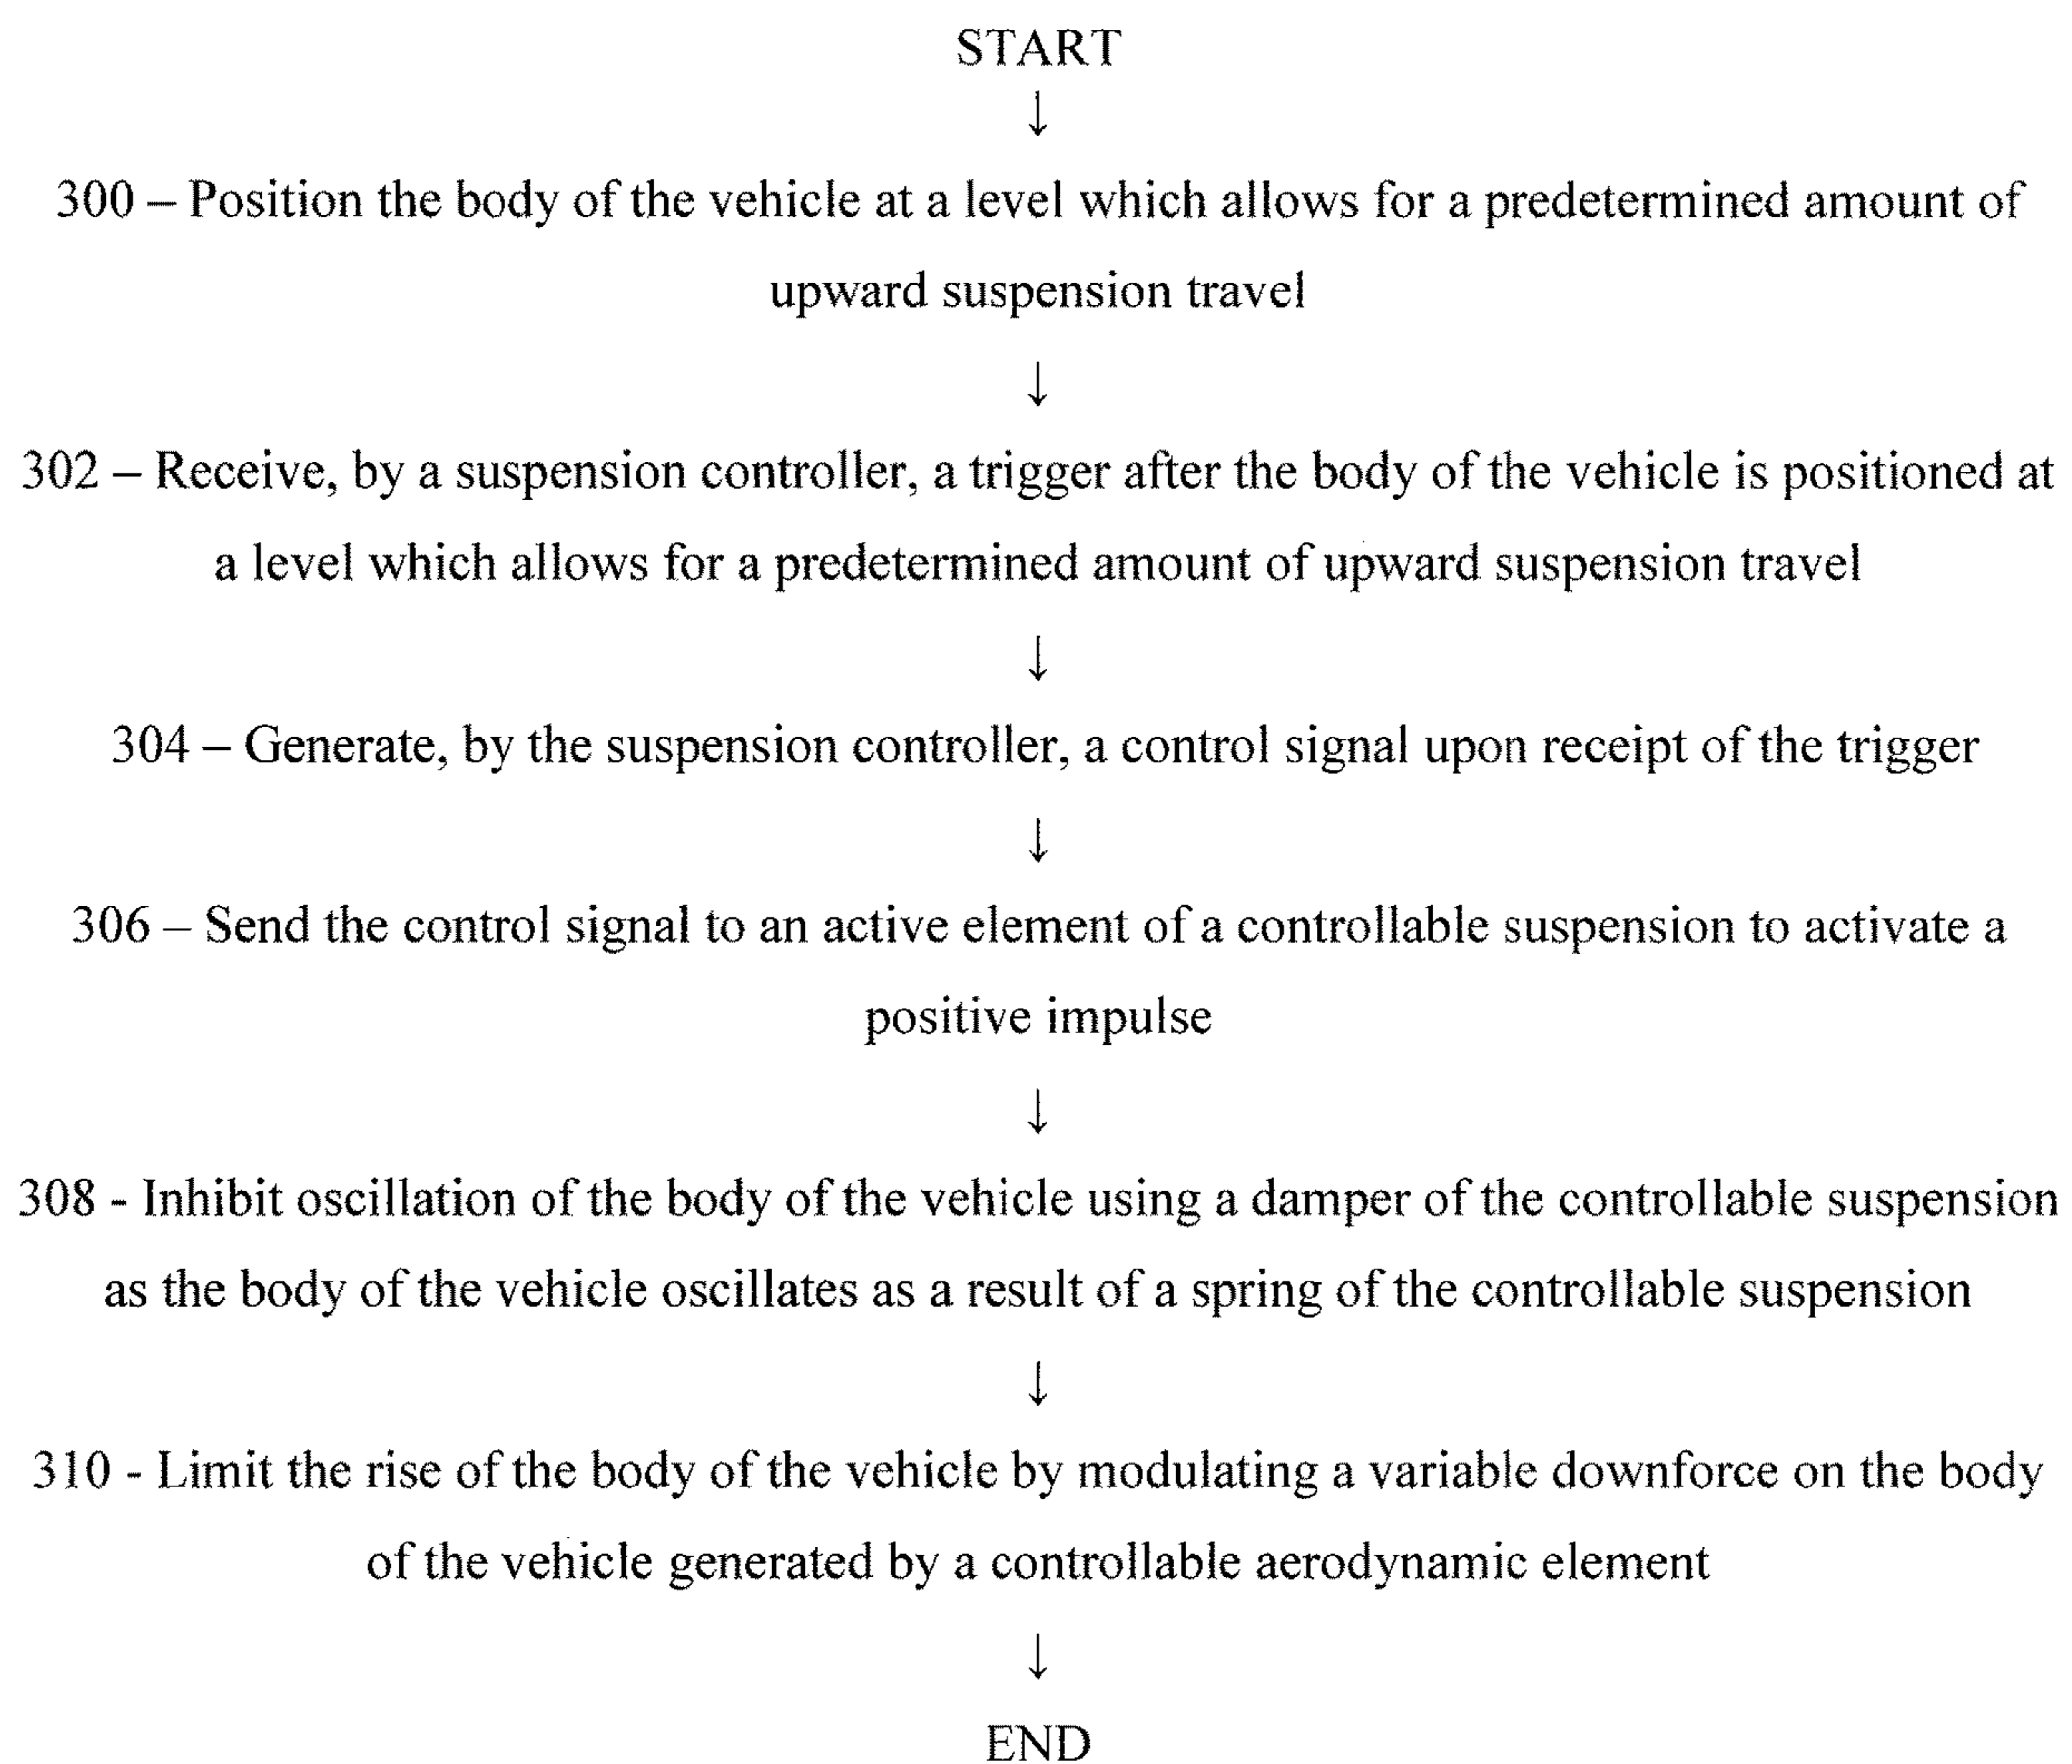 START
↓
300 – Position the body of the vehicle at a level which allows for a predetermined amount of
upward suspension travel
↓
302 – Receive, by a suspension controller, a trigger after the body of the vehicle is positioned at
a level which allows for a predetermined amount of upward suspension travel
↓
304 – Generate, by the suspension controller, a control signal upon receipt of the trigger
↓
306 – Send the control signal to an active element of a controllable suspension to activate a
positive impulse
↓
308 - Inhibit oscillation of the body of the vehicle using a damper of the controllable suspension
as the body of the vehicle oscillates as a result of a spring of the controllable suspension
↓
310 - Limit the rise of the body of the vehicle by modulating a variable downforce on the body
of the vehicle generated by a controllable aerodynamic element
↓
END